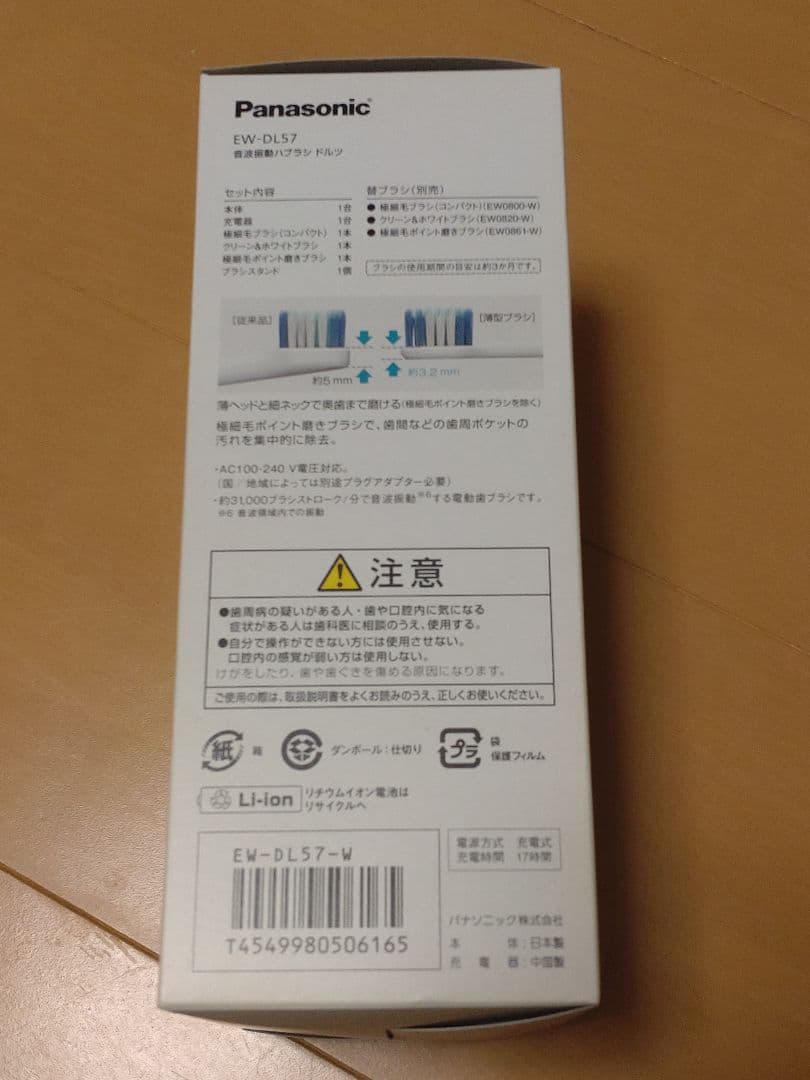 Panasonic
EW-DL57
音波振動ハブラシ ドルツ
セット内容
本体 1台
充電器 1台
極細毛ブラシ(コンパクト) 1本
クリーン&ホワイトブラシ 1本
極細毛ポイント磨きブラシ 1本
ブラシスタンド 1個
替ブラシ(別売)
● 極細毛ブラシ(コンパクト)(EW0800-W)
● クリーン&ホワイトブラシ(EW0820-W)
● 極細毛ポイント磨きブラシ(EW0861-W)
ブラシの使用期間の目安は約3か月です。
[従来品]
[薄型ブラシ]
約5mm
約3.2mm
薄ヘッドと細ネックで奥歯まで磨ける(極細毛ポイント磨きブラシを除く)
極細毛ポイント磨きブラシで、歯間などの歯周ポケットの
汚れを集中的に除去。
・AC100-240 V電圧対応。
(国/地域によっては別途プラグアダプター必要)
・約31,000ブラシストローク/分で音波振動※6する電動歯ブラシです。
※6 音波領域内での振動
注意
●歯周病の疑いがある人・歯や口腔内に気になる
症状がある人は歯科医に相談のうえ、使用する。
●自分で操作ができない方には使用させない。
口腔内の感覚が弱い方は使用しない。
けがをしたり、歯や歯ぐきを傷める原因になります。
ご使用の際は、取扱説明書をよくお読みのうえ、正しくお使いください。
紙 箱
ダンボール:仕切り
プラ 袋
保護フィルム
Li-ion リチウムイオン電池は
リサイクルへ
EW-DL57-W
T4549980506165
電源方式 充電式
充電時間 17時間
パナソニック株式会社
本体:日本製
充電器:中国製